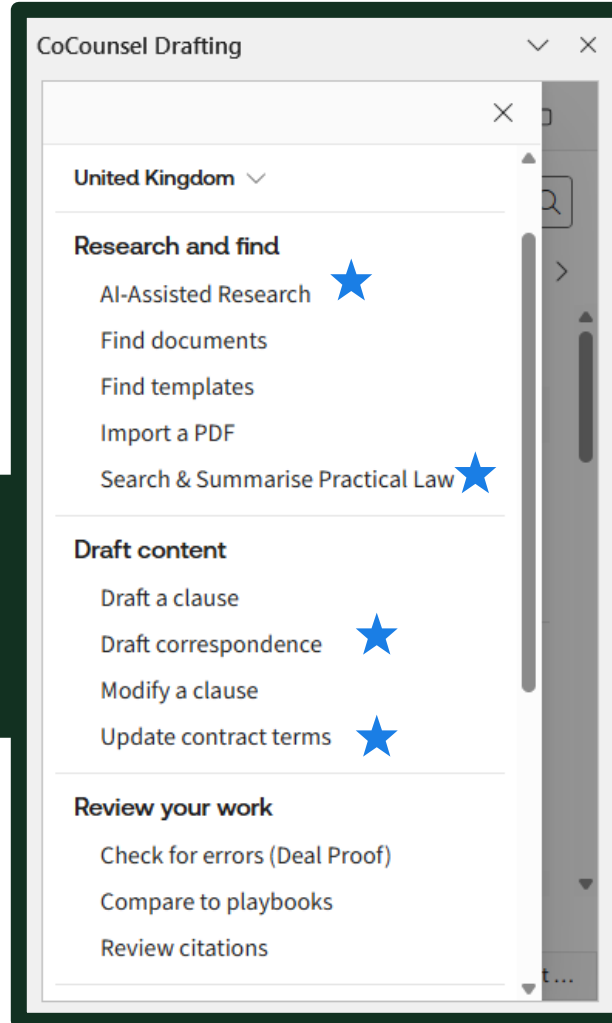 CoCounsel Drafting
United Kingdom
Research and find
AI-Assisted Research
Find documents
Find templates
Import a PDF
Search & Summarise Practical Law
Draft content
Draft a clause
Draft correspondence
Modify a clause
Update contract terms
Review your work
Check for errors (Deal Proof)
Compare to playbooks
Review citations
t ...